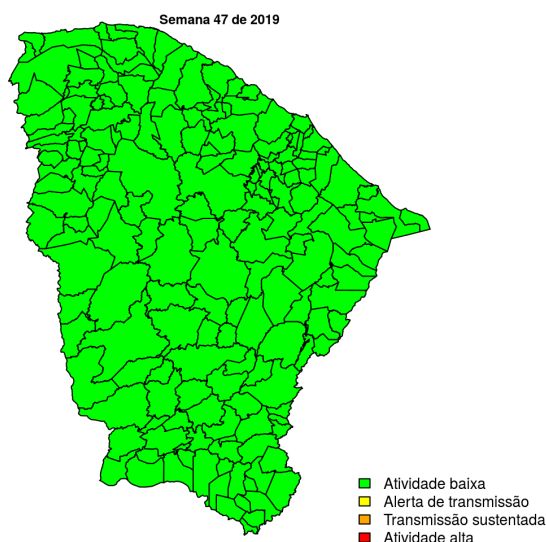 Semana 47 de 2019
Atividade baixa
Alerta de transmissão
Transmissão sustentada
Atividade alta